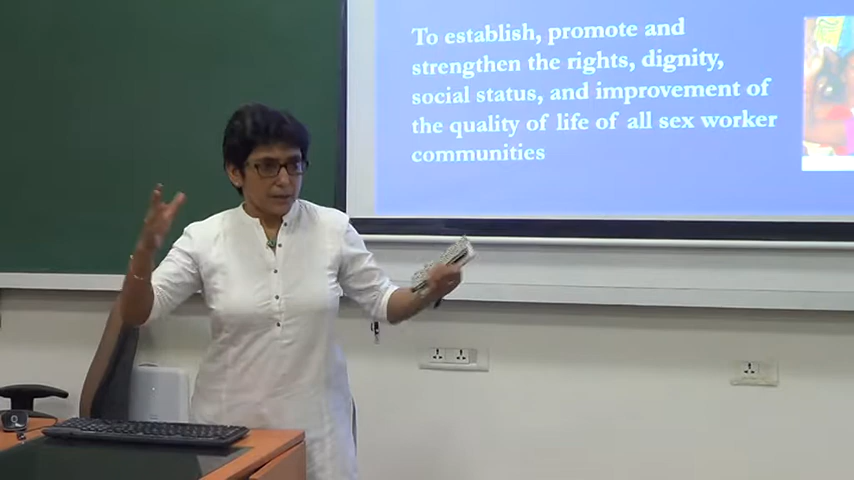 To establish, promote and
strengthen the rights, dignity,
social status, and improvement of
the quality of life of all sex worker
communities